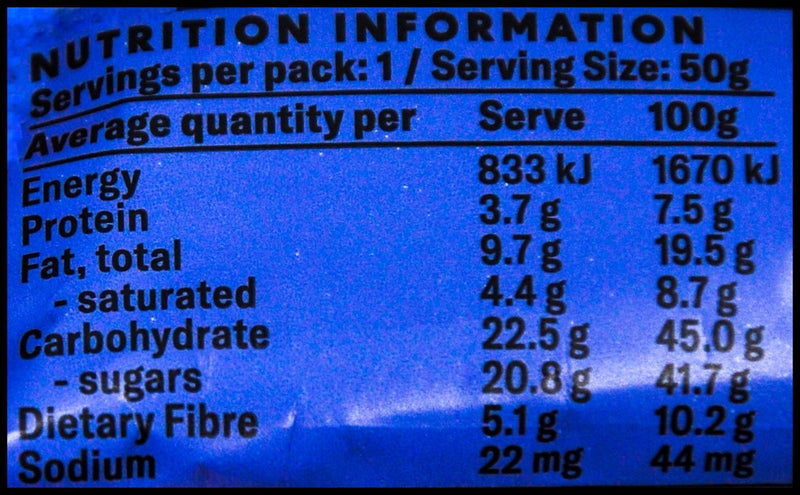 NUTRITION INFORMATION
Servings per pack: 1 / Serving Size: 50g
Average quantity per Serve 100g
Energy 833 kJ 1670 kJ
Protein 3.7 g 7.5 g
Fat, total 9.7 g 19.5 g
- saturated 4.4 g 8.7 g
Carbohydrate 22.5 g 45.0 g
- sugars 20.8 g 41.7 g
Dietary Fibre 5.1 g 10.2 g
Sodium 22 mg 44 mg